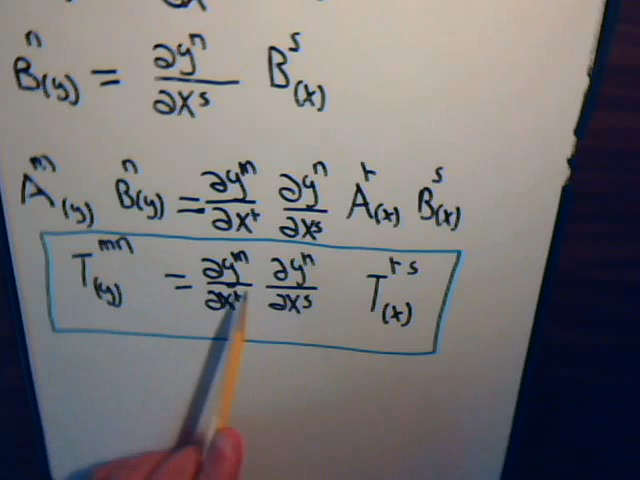 ∂x
B^n_(y) = ∂y^n/∂x^s B^s_(x)
A^m_(y) B^n_(y) = ∂y^m/∂x^r ∂y^n/∂x^s A^r_(x) B^s_(x)
T^mn_(y) = ∂y^m/∂x^r ∂y^n/∂x^s T^rs_(x)